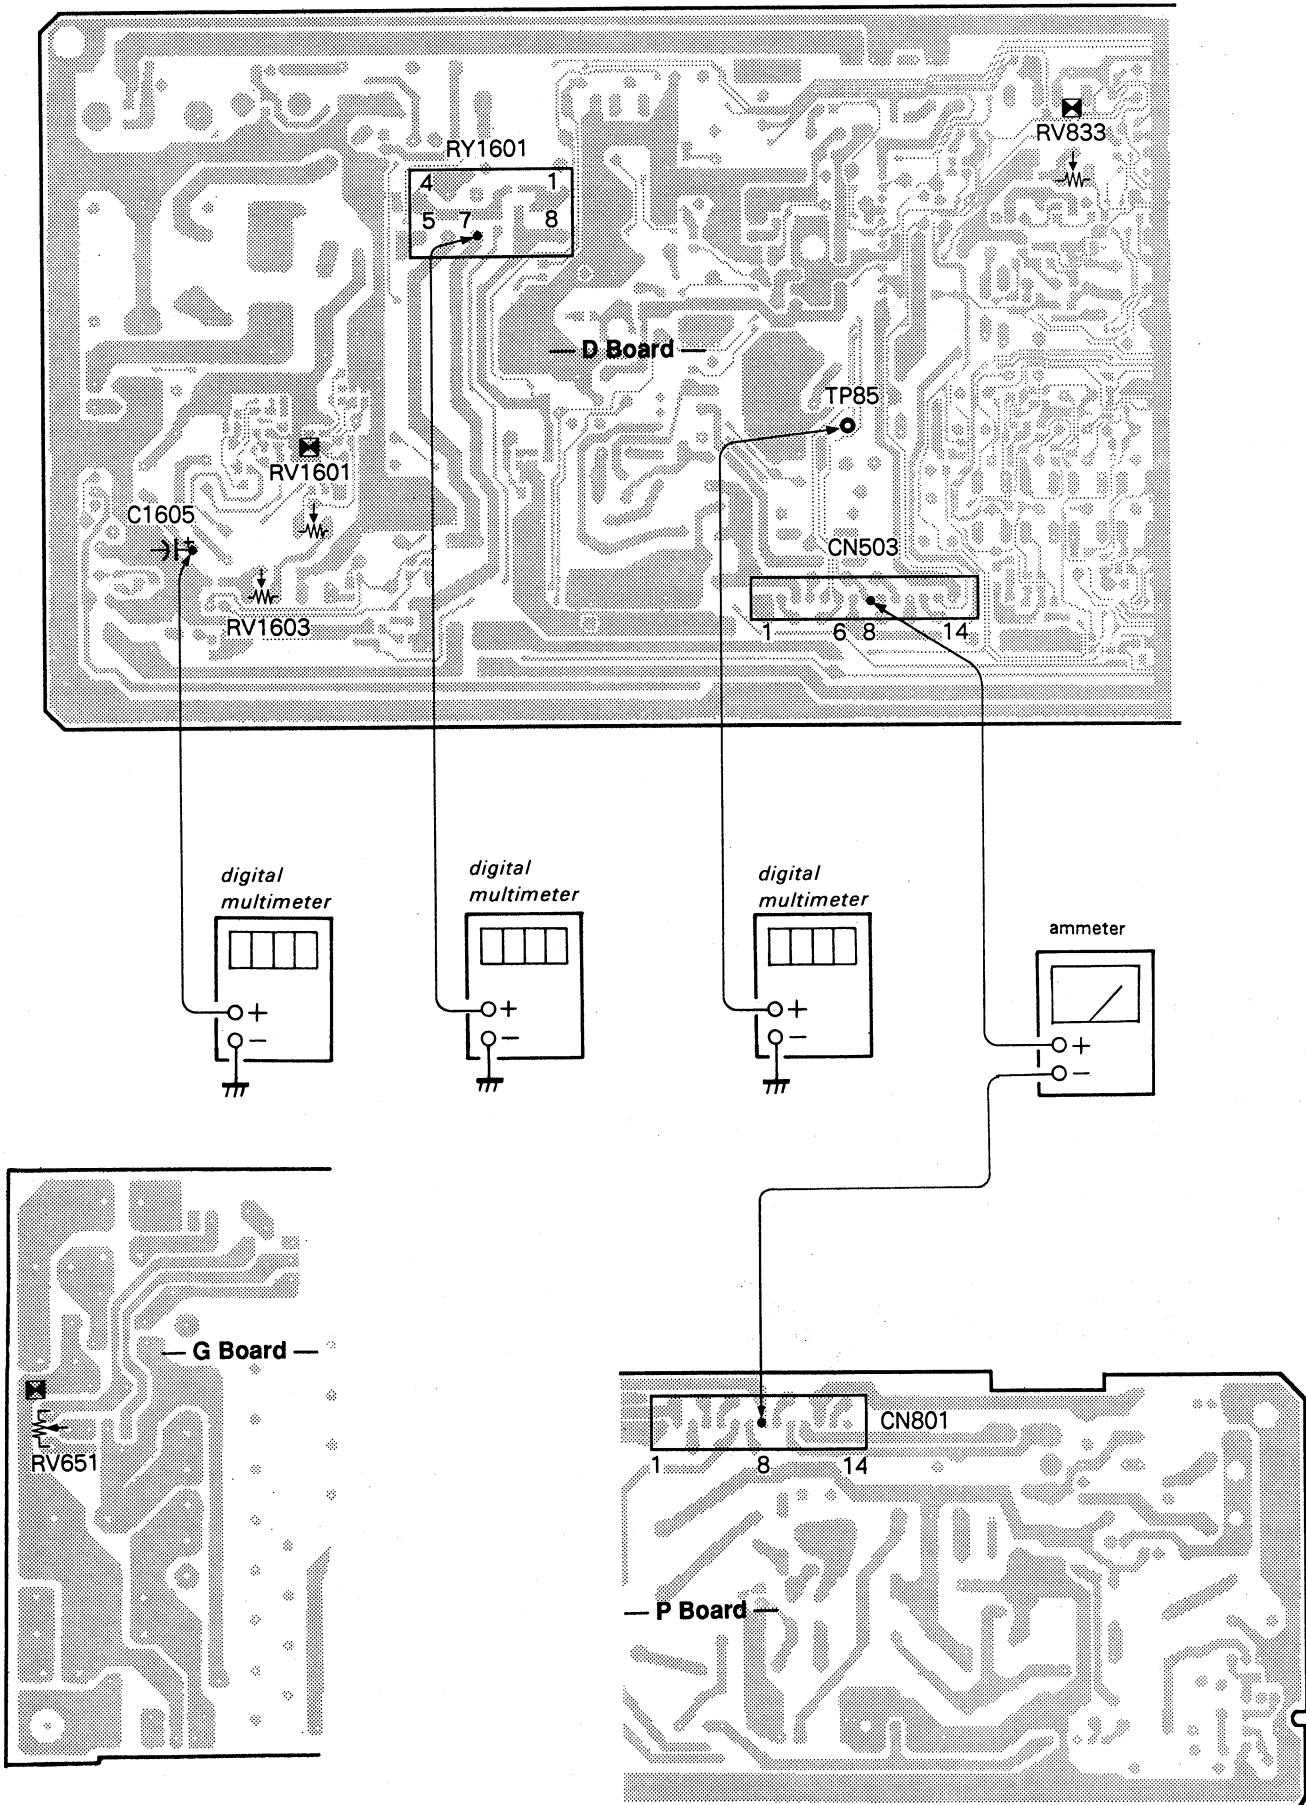 RV833
RY1601
4 1
5 7 8
— D Board —
TP85
RV1601
C1605
+
CN503
RV1603
1 6 8 14
digital
multimeter
+
−
digital
multimeter
+
−
digital
multimeter
+
−
ammeter
+
−
— G Board —
RV651
CN801
1 8 14
— P Board —